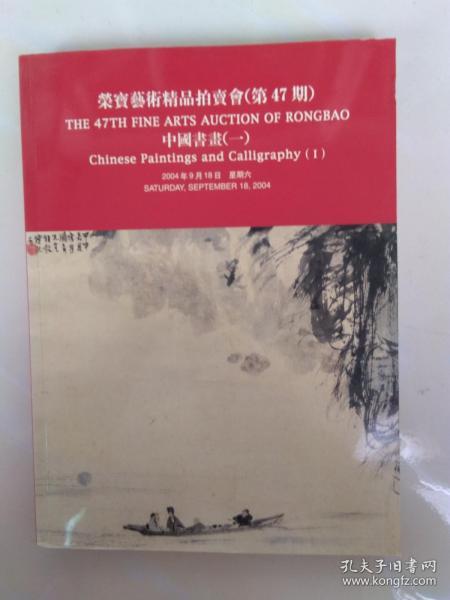 榮寶藝術精品拍賣會(第47期)
THE 47TH FINE ARTS AUCTION OF RONGBAO
中國書畫(一)
Chinese Paintings and Calligraphy (I)
2004年9月18日 星期六
SATURDAY, SEPTEMBER 18, 2004
孔夫子旧书网
www.kongfz.com